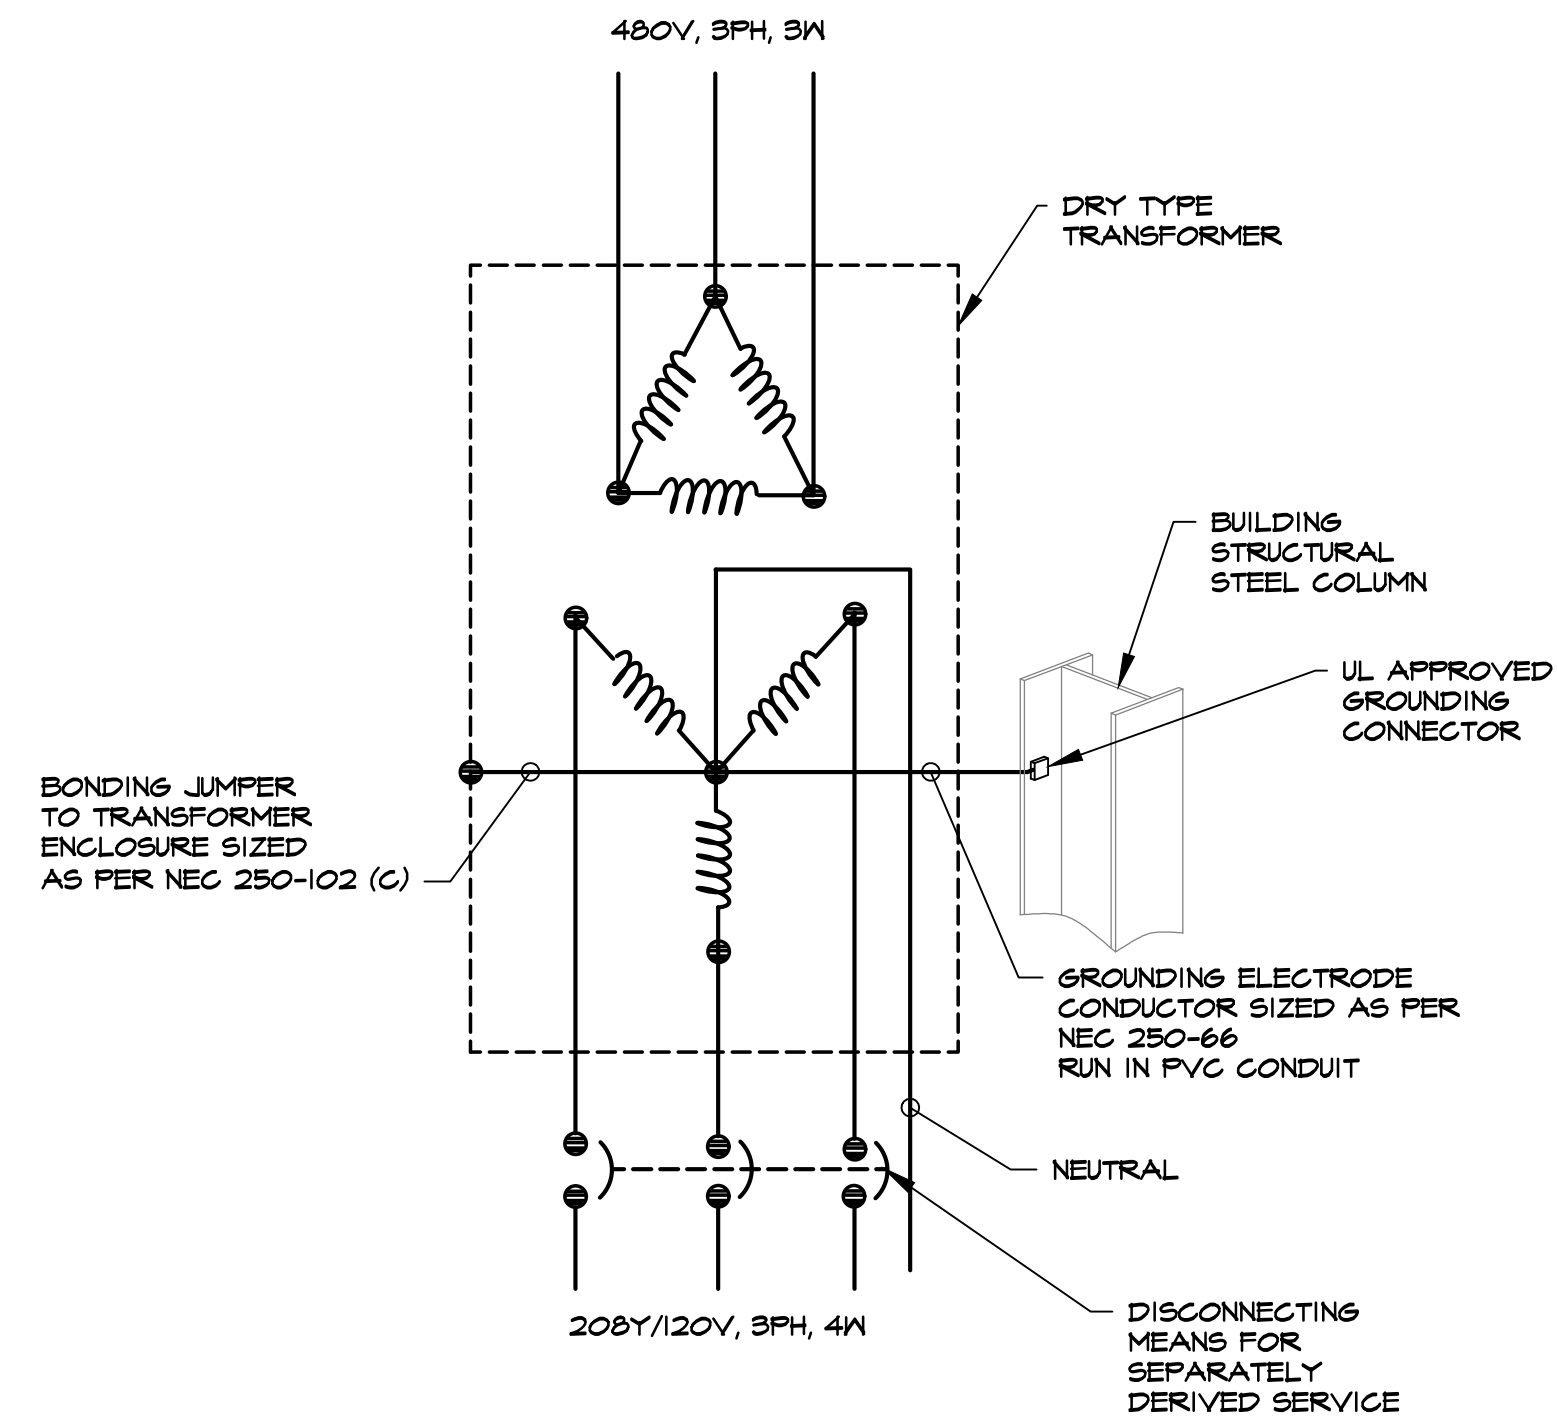 480V, 3PH, 3W
DRY TYPE
TRANSFORMER
BUILDING
STRUCTURAL
STEEL COLUMN
UL APPROVED
GROUNDING
CONNECTOR
BONDING JUMPER
TO TRANSFORMER
ENCLOSURE SIZED
AS PER NEC 250-102 (C)
GROUNDING ELECTRODE
CONDUCTOR SIZED AS PER
NEC 250-66
RUN IN PVC CONDUIT
NEUTRAL
208Y/120V, 3PH, 4W
DISCONNECTING
MEANS FOR
SEPARATELY
DERIVED SERVICE